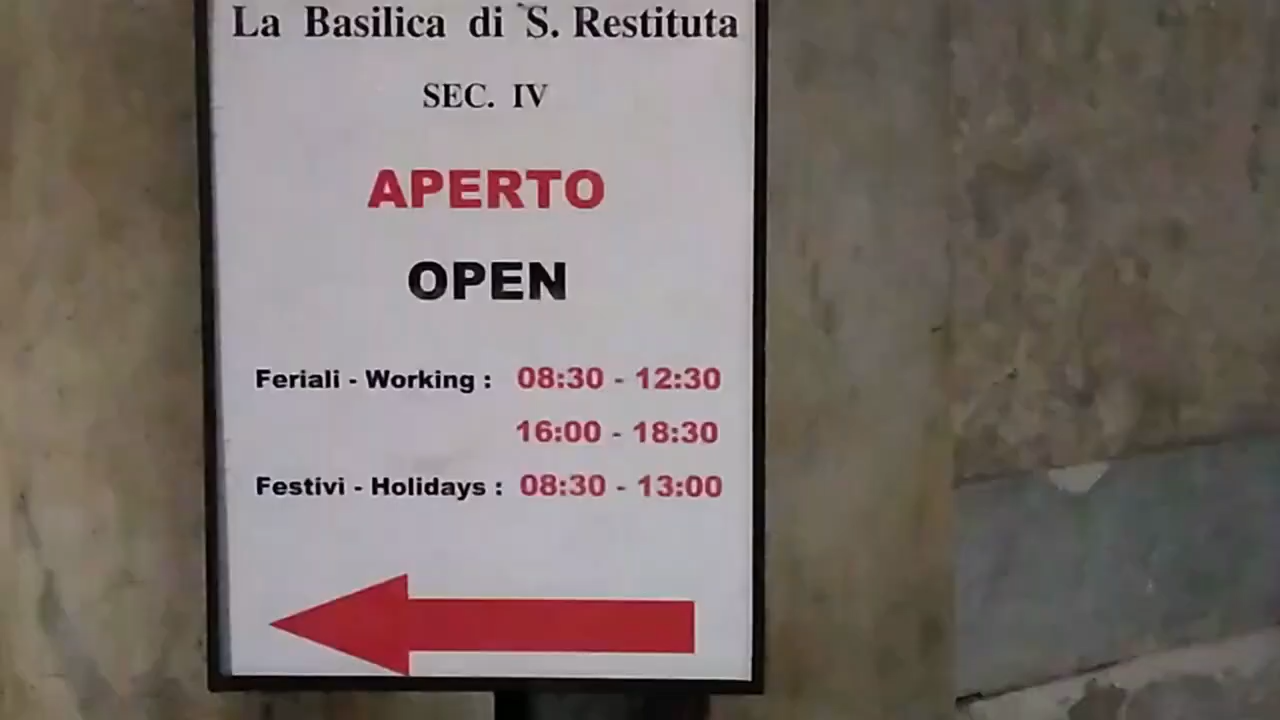 La Basilica di S. Restituta
SEC. IV
APERTO
OPEN
Feriali - Working : 08:30 - 12:30
16:00 - 18:30
Festivi - Holidays : 08:30 - 13:00